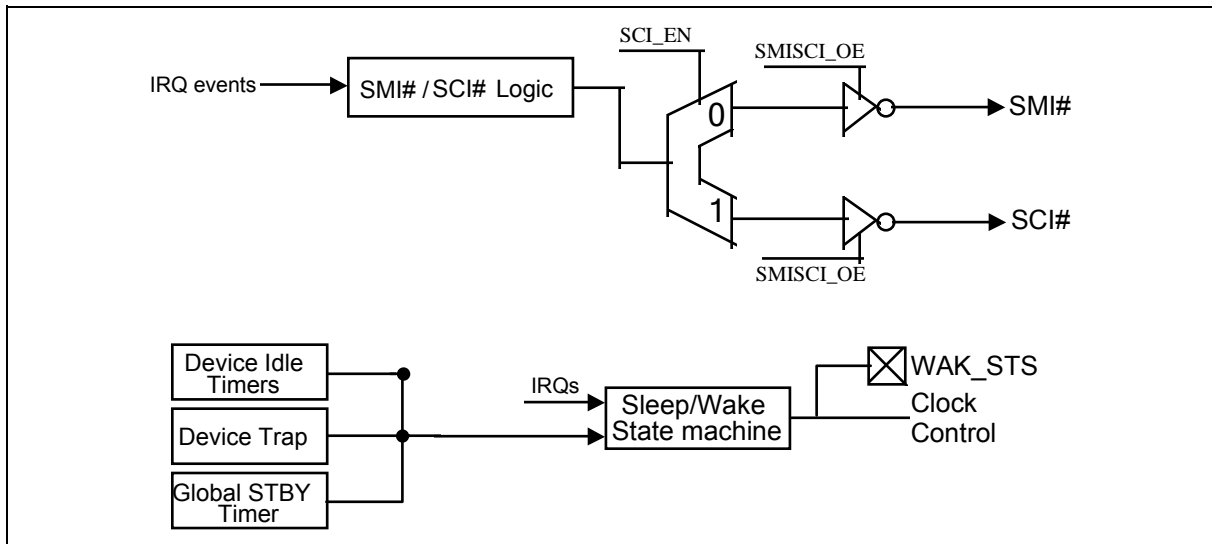 SCI_EN
SMISCI_OE
IRQ events
SMI# / SCI# Logic
0
SMI#
1
SCI#
SMISCI_OE
Device Idle
Timers
Device Trap
Global STBY
Timer
IRQs
Sleep/Wake
State machine
WAK_STS
Clock
Control